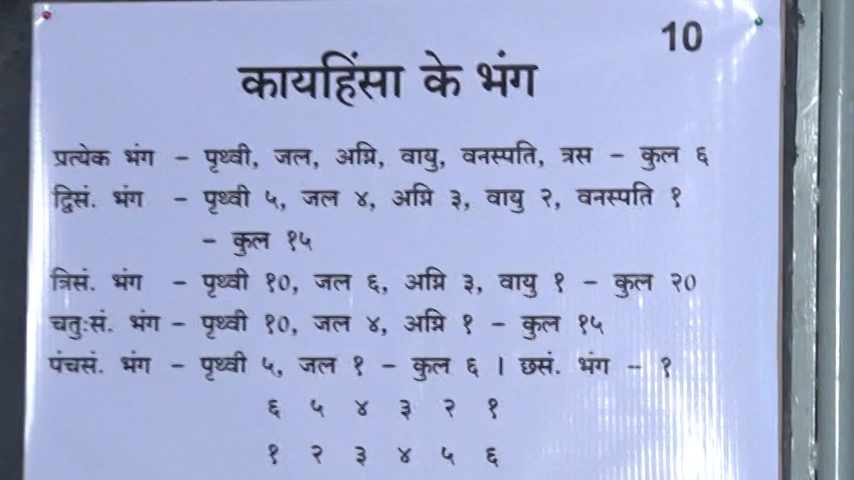 10
कायहिंसा के भंग
प्रत्येक भंग – पृथ्वी, जल, अग्नि, वायु, वनस्पति, त्रस – कुल ६
द्विसं. भंग – पृथ्वी ५, जल ४, अग्नि ३, वायु २, वनस्पति १
– कुल १५
त्रिसं. भंग – पृथ्वी १०, जल ६, अग्नि ३, वायु १ – कुल २०
चतुःसं. भंग – पृथ्वी १०, जल ४, अग्नि १ – कुल १५
पंचसं. भंग – पृथ्वी ५, जल १ – कुल ६ । छसं. भंग – १
६ ५ ४ ३ २ १
१ २ ३ ४ ५ ६